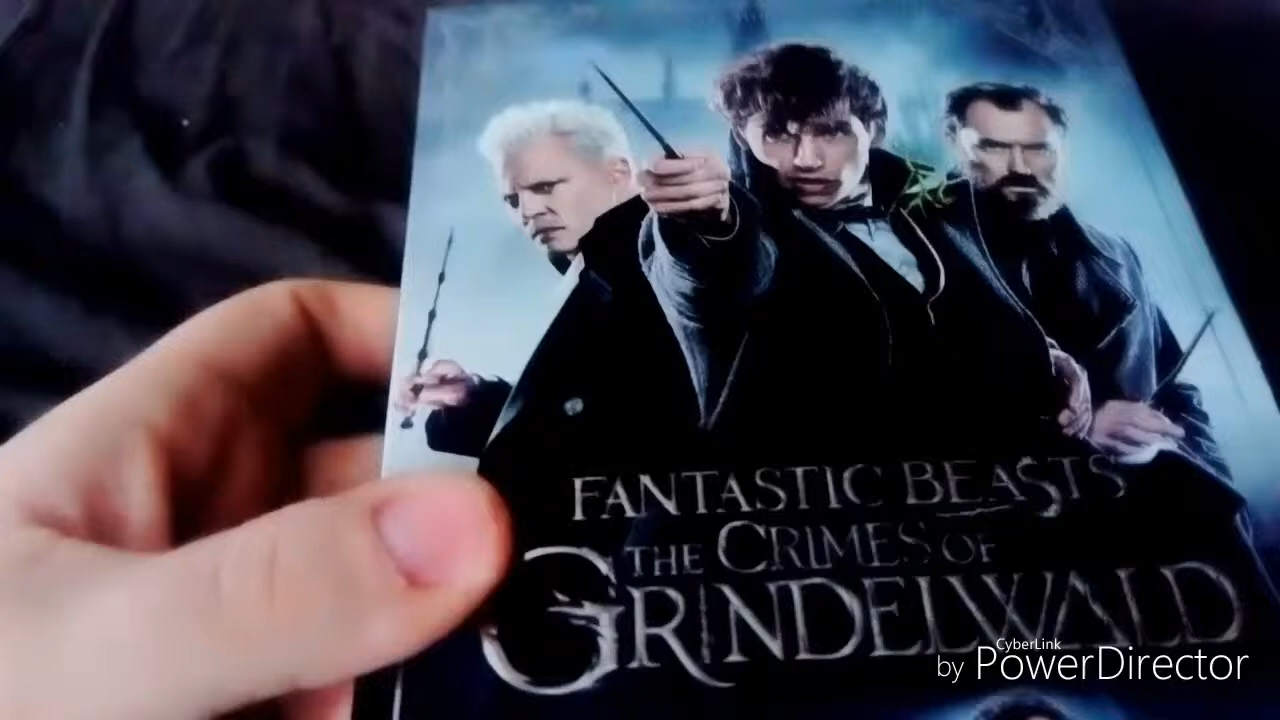 FANTASTIC BEASTS
THE CRIMES OF
GRINDELWALD
CyberLink
by PowerDirector